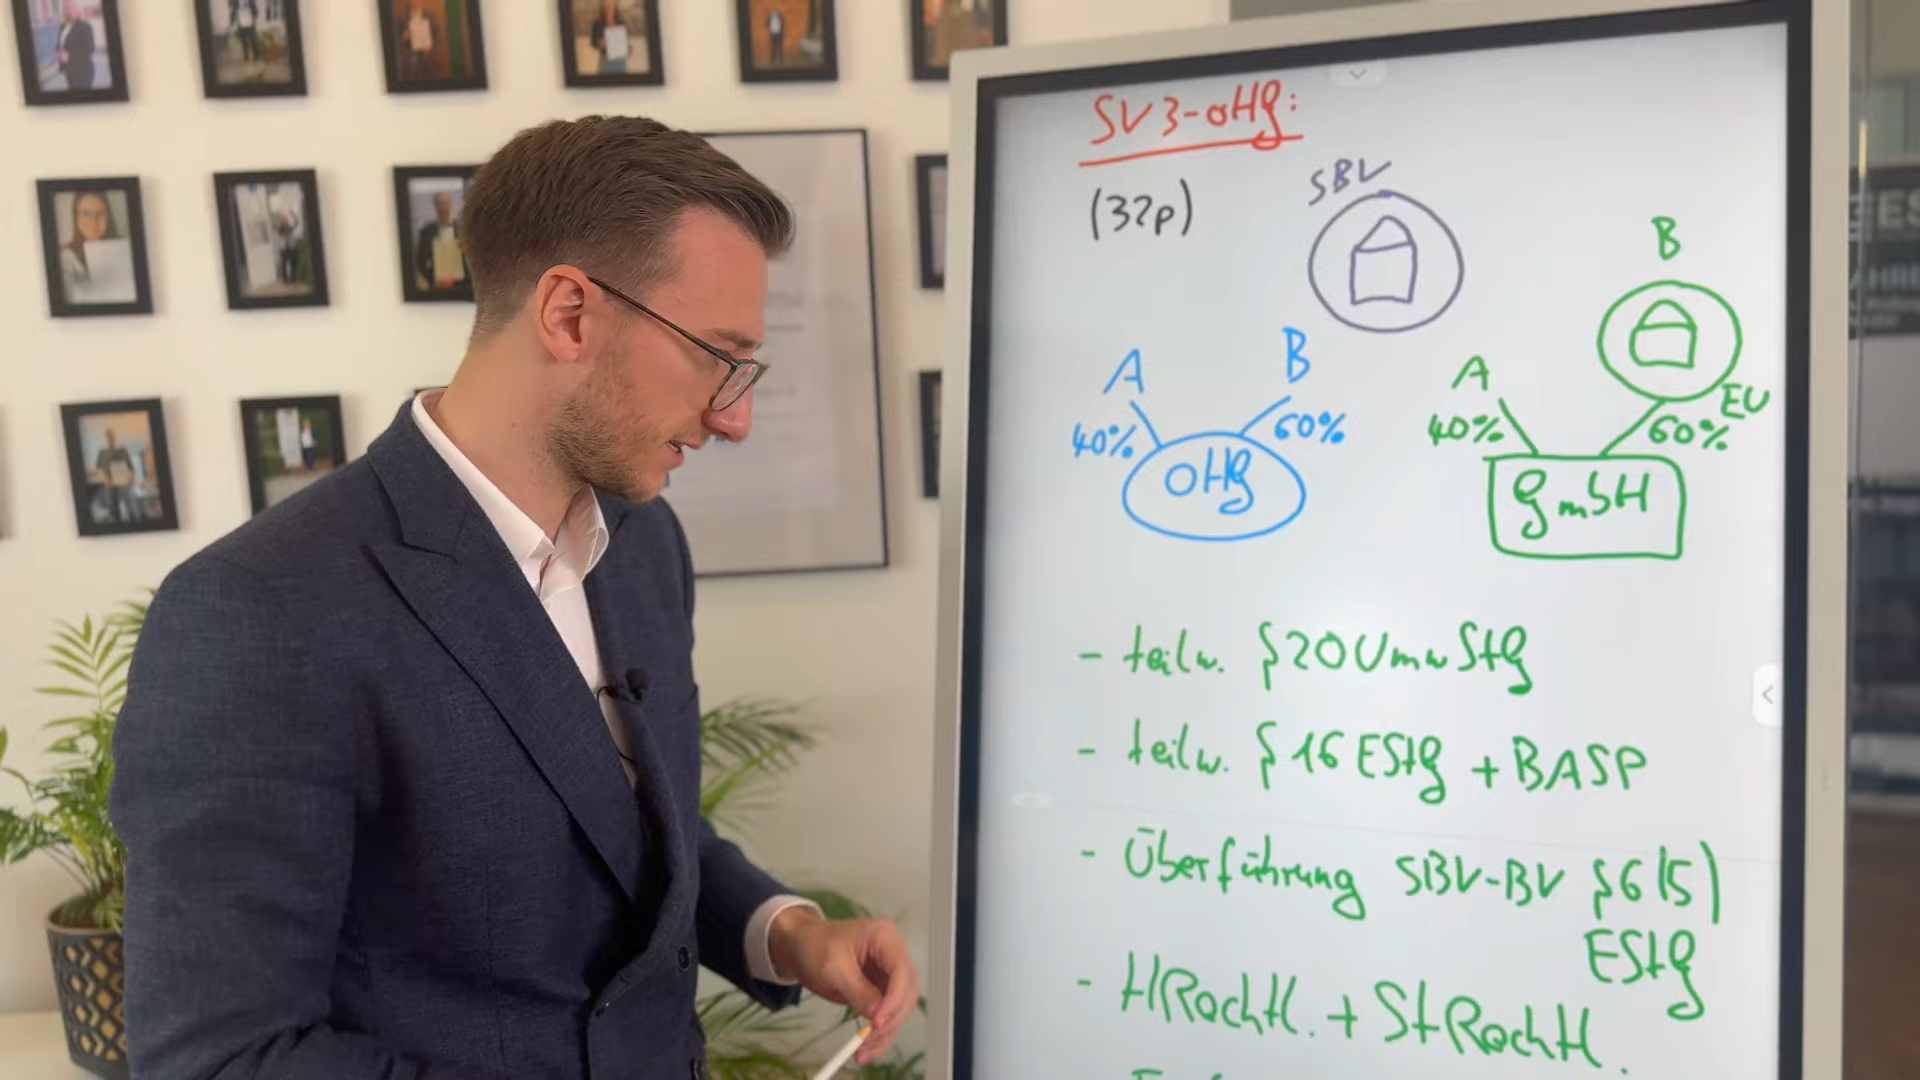 SV3-oHG:
(32p)
SBV
B
A
B
A
EU
40%
60%
40%
60%
oHG
GmbH
- teilw. § 20 UmwStG
- teilw. § 16 EStG + BASP
- Überführung SBV-BV § 6 (5)
EStG
- HRechtl. + StRechtl.